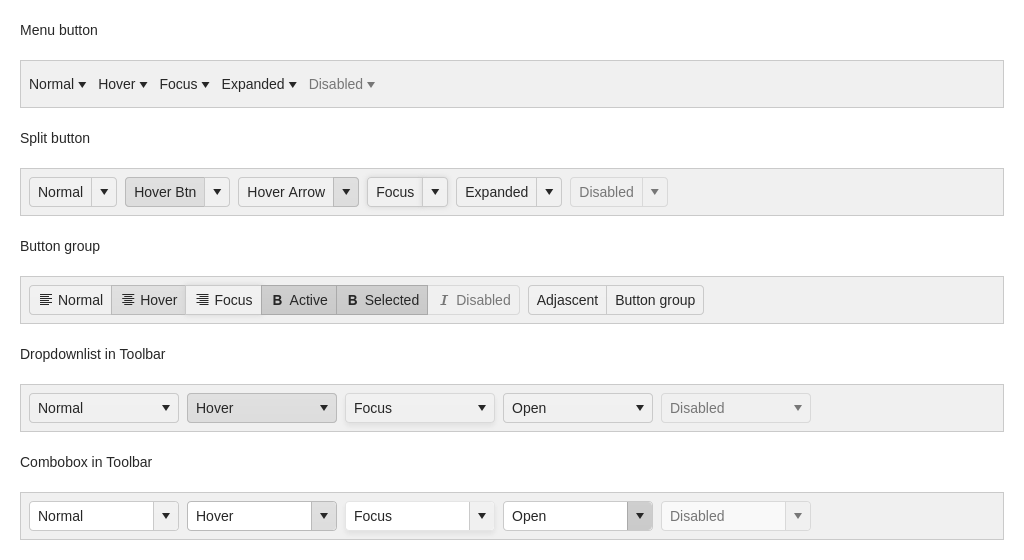 Menu button
Normal Hover Focus Expanded Disabled
Split button
Normal Hover Btn Hover Arrow Focus Expanded Disabled
Button group
Normal Hover Focus B Active B Selected I Disabled Adjascent Button group
Dropdownlist in Toolbar
Normal Hover Focus Open Disabled
Combobox in Toolbar
Normal Hover Focus Open Disabled